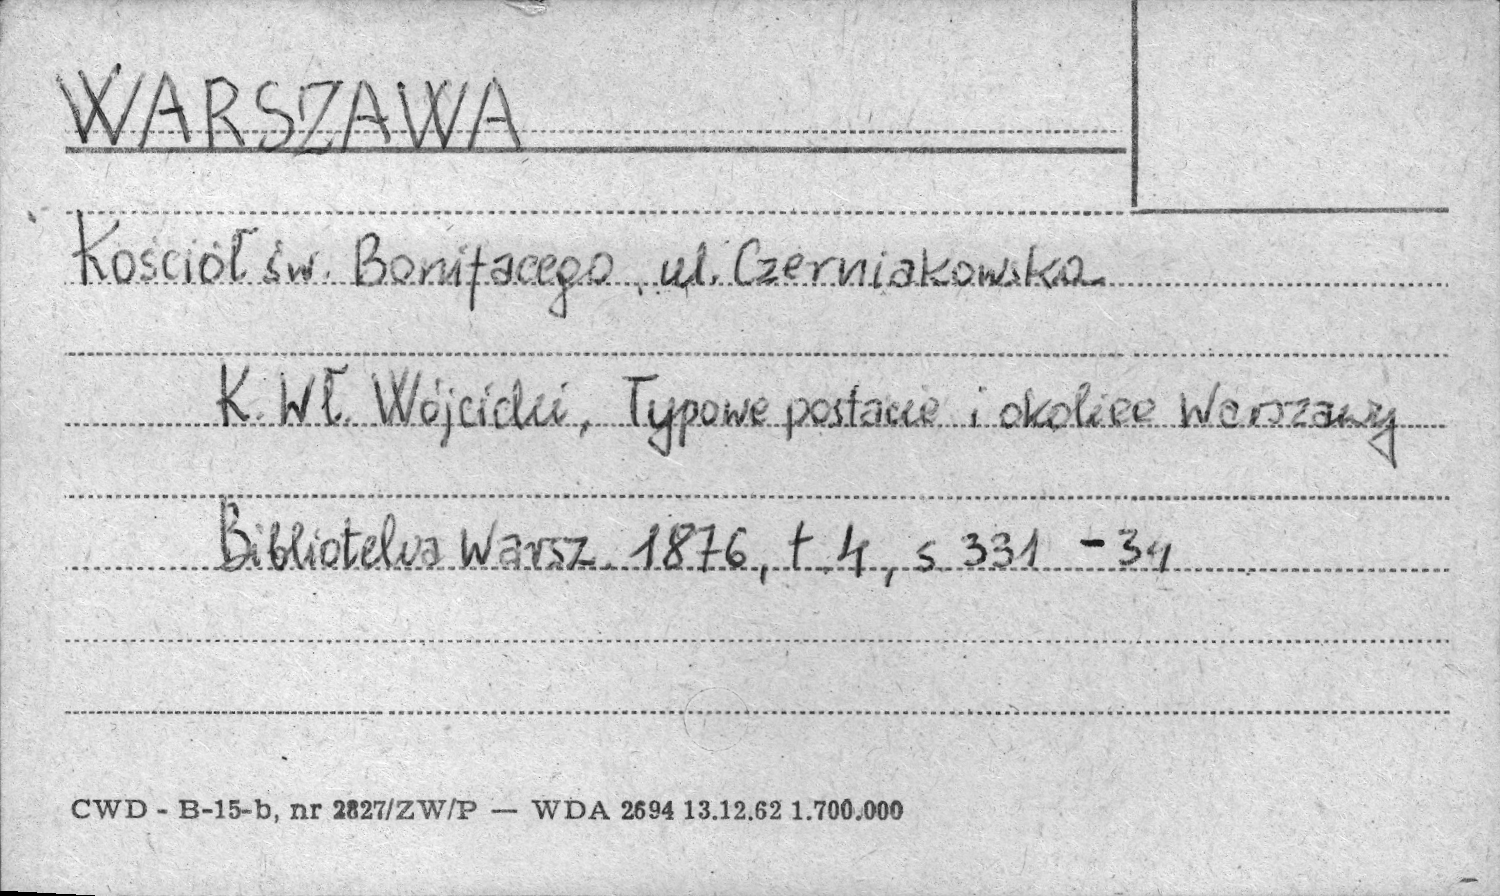 WARSZAWA
Kościół św. Bonifacego, ul. Czerniakowska
K. Wł. Wójcicki, Typowe postacie i okolice Warszawy
Biblioteka Warsz. 1876, t. 4, s. 331 - 34
CWD - B-15-b, nr 2827/ZW/P — WDA 2694 13.12.62 1.700.000